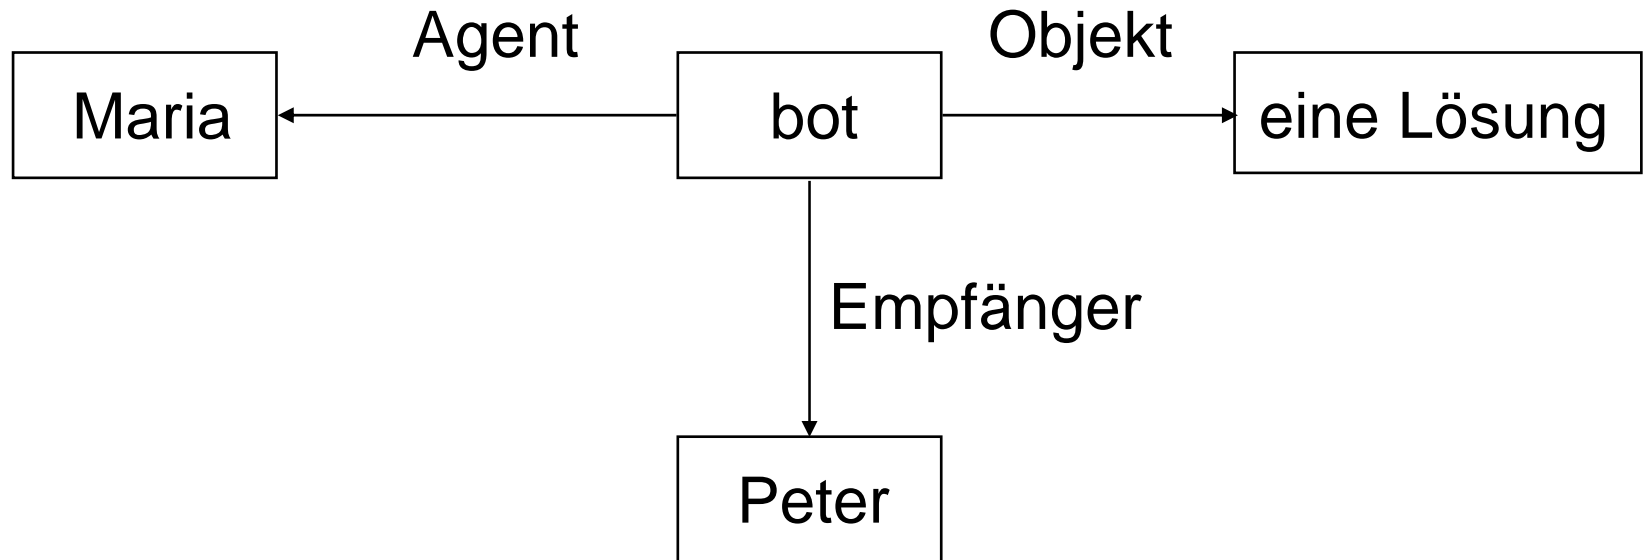 Agent
Objekt
Maria
bot
eine Lösung
Empfänger
Peter